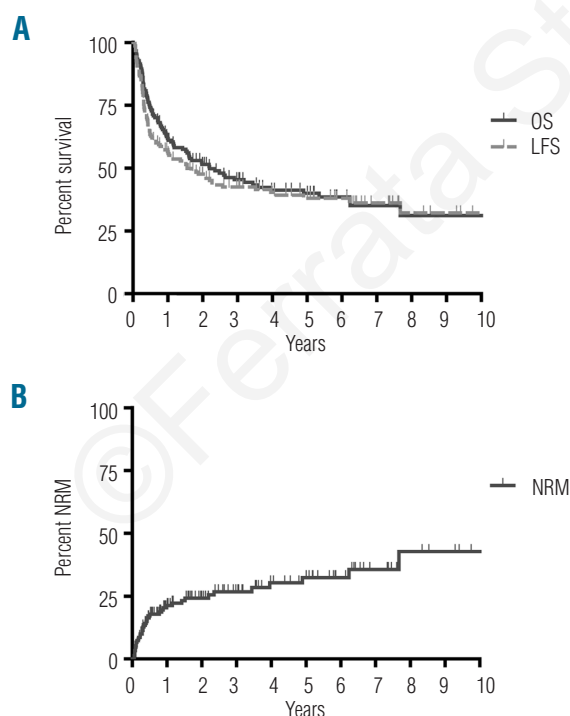 A
Percent survival
100
75
50
25
0
0 1 2 3 4 5 6 7 8 9 10
Years
OS
LFS
©Ferrata St
B
Percent NRM
100
75
50
25
0
0 1 2 3 4 5 6 7 8 9 10
Years
NRM